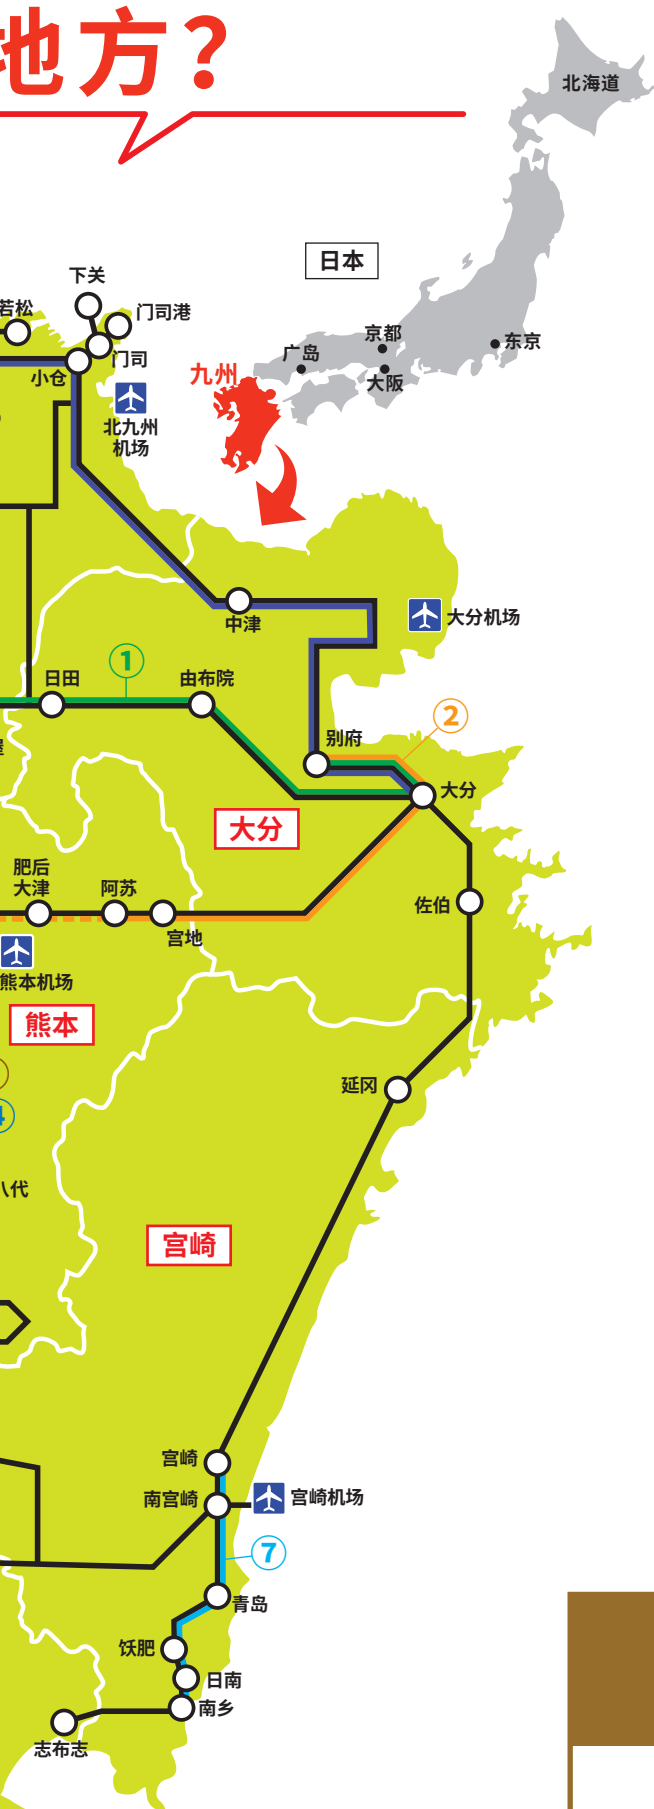 地方？
北海道
日本
京都
东京
广岛
大阪
九州
下关
若松
门司港
门司
小仓
北九州
机场
中津
大分机场
1
日田
由布院
2
别府
大分
大分
肥后
大津
阿苏
佐伯
宫地
熊本机场
熊本
延冈
八代
宫崎
宫崎
南宫崎
宫崎机场
7
青岛
饫肥
日南
南乡
志布志